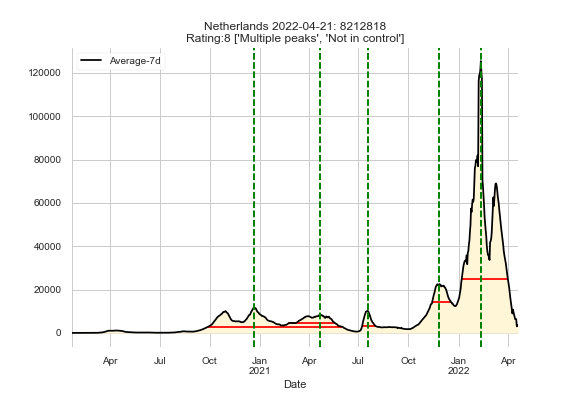 Netherlands 2022-04-21: 8212818
Rating:8 ['Multiple peaks', 'Not in control']
Average-7d
120000
100000
80000
60000
40000
20000
0
Apr Jul Oct Jan Apr Jul Oct Jan Apr
2021 2022
Date